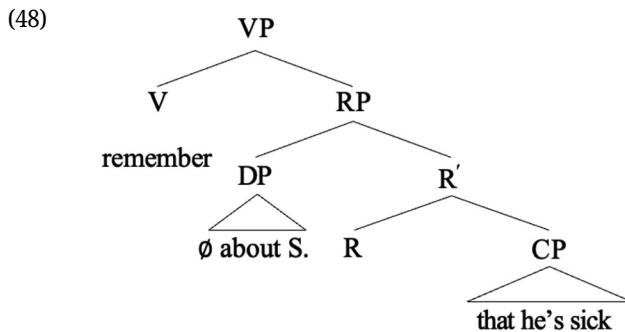 (48)
VP
V RP
remember
DP R′
ø about S. R CP
that he's sick